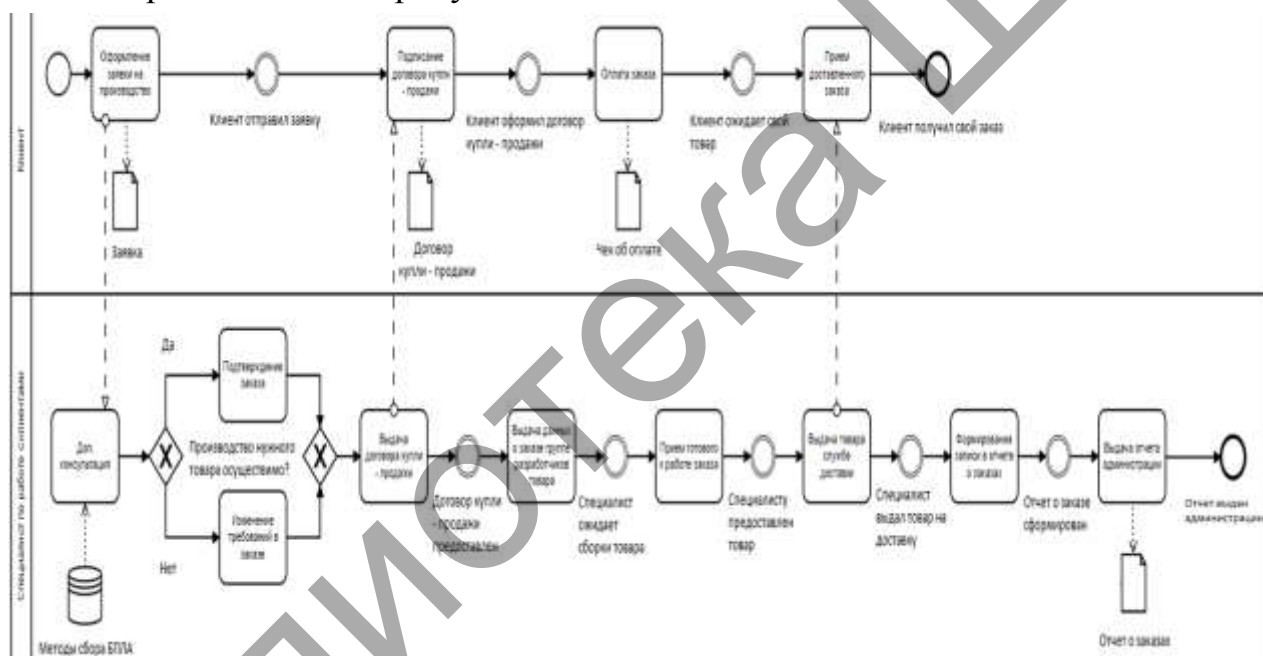 Клиент
Оформление
заявки на
производство
Клиент отправил заявку
Подписание
договора купли
- продажи
Клиент оформил договор
купли - продажи
Оплата заказа
Клиент ожидает свой
товар
Прием
доставленного
заказа
Клиент получил свой заказ
Заявка
Договор
купли - продажи
Чек об оплате
Специалист по работе с клиентами
Доп.
консультация
Методы сбора БПЛА
Производство нужного
товара осуществимо?
Да
Нет
Подтверждение
заказа
Изменение
требований в
заказе
Выдача
договора купли
- продажи
Договор купли
- продажи
предоставлен
Выдача данных
о заказе группе
разработчиков
товара
Специалист
ожидает
сборки товара
Прием готового
к работе заказа
Специалисту
предоставлен
товар
Выдача товара
службе
доставки
Специалист
выдал товар на
доставку
Формирование
записи в отчете
о заказах
Отчет о заказе
сформирован
Выдача отчета
администрации
Отчет выдан
администрации
Отчет о заказах
лиотека